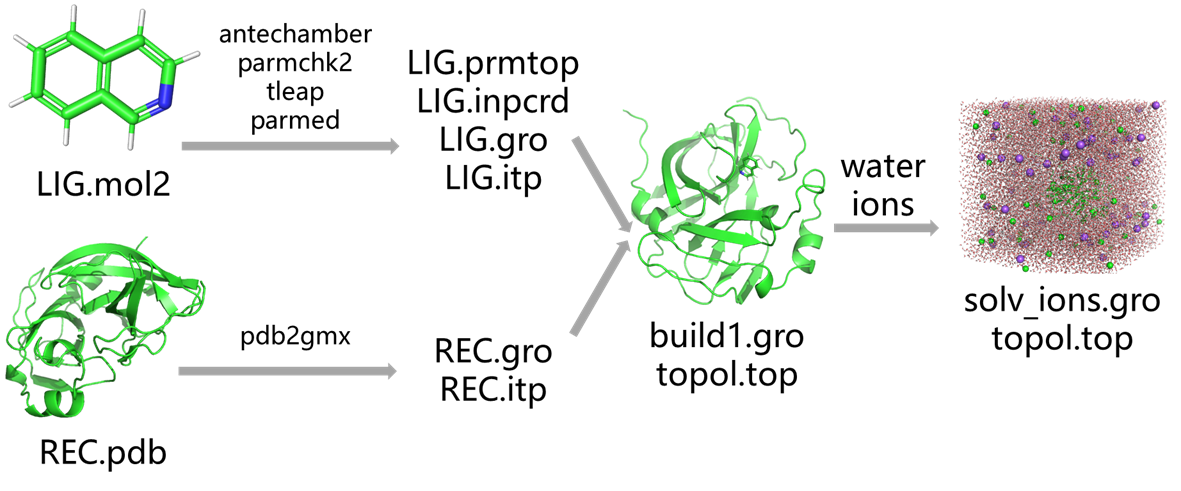 antechamber
parmchk2
tleap
parmed
LIG.mol2
LIG.prmtop
LIG.inpcrd
LIG.gro
LIG.itp
REC.pdb
pdb2gmx
REC.gro
REC.itp
build1.gro
topol.top
water
ions
solv_ions.gro
topol.top